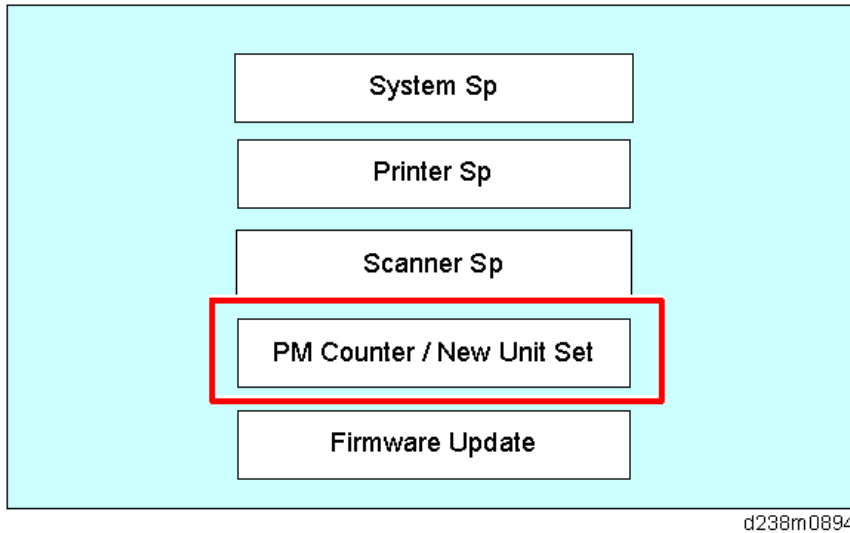 System Sp
Printer Sp
Scanner Sp
PM Counter / New Unit Set
Firmware Update
d238m0894